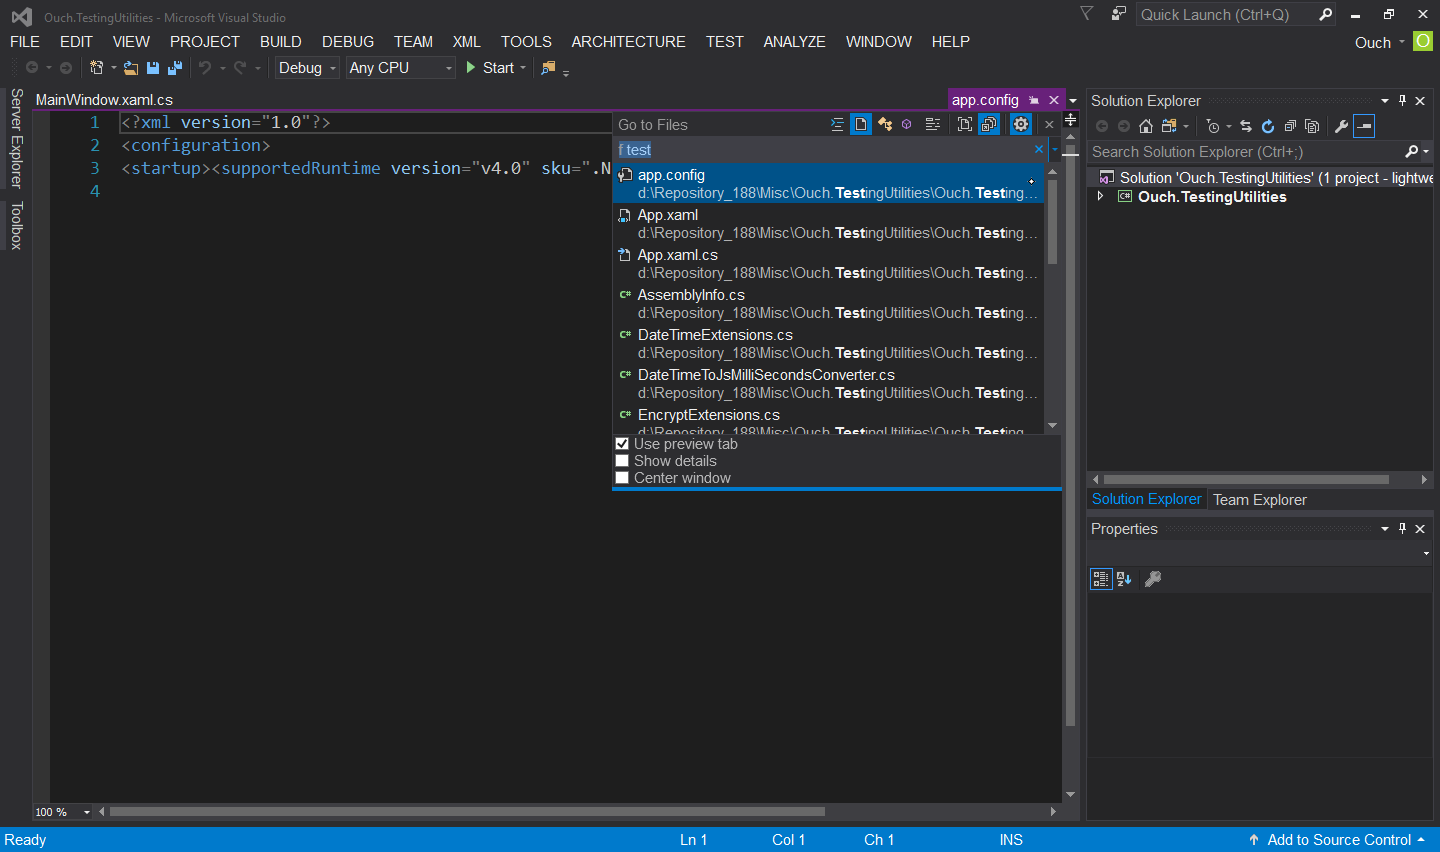 Ouch.TestingUtilities - Microsoft Visual Studio
Quick Launch (Ctrl+Q)
FILE EDIT VIEW PROJECT BUILD DEBUG TEAM XML TOOLS ARCHITECTURE TEST ANALYZE WINDOW HELP
Ouch O
Debug Any CPU Start
Server Explorer
Toolbox
MainWindow.xaml.cs
app.config
1 <?xml version="1.0"?>
2 <configuration>
3 <startup><supportedRuntime version="v4.0" sku=".N
4
Go to Files
f test
app.config
d:\Repository_188\Misc\Ouch.TestingUtilities\Ouch.Testing...
App.xaml
d:\Repository_188\Misc\Ouch.TestingUtilities\Ouch.Testing...
App.xaml.cs
d:\Repository_188\Misc\Ouch.TestingUtilities\Ouch.Testing...
C# AssemblyInfo.cs
d:\Repository_188\Misc\Ouch.TestingUtilities\Ouch.Testing...
C# DateTimeExtensions.cs
d:\Repository_188\Misc\Ouch.TestingUtilities\Ouch.Testing...
C# DateTimeToJsMilliSecondsConverter.cs
d:\Repository_188\Misc\Ouch.TestingUtilities\Ouch.Testing...
C# EncryptExtensions.cs
d:\Repository_188\Misc\Ouch.TestingUtilities\Ouch.Testing...
Use preview tab
Show details
Center window
Solution Explorer
Search Solution Explorer (Ctrl+;)
Solution 'Ouch.TestingUtilities' (1 project - lightwe
C# Ouch.TestingUtilities
Solution Explorer Team Explorer
Properties
100 %
Ready Ln 1 Col 1 Ch 1 INS Add to Source Control